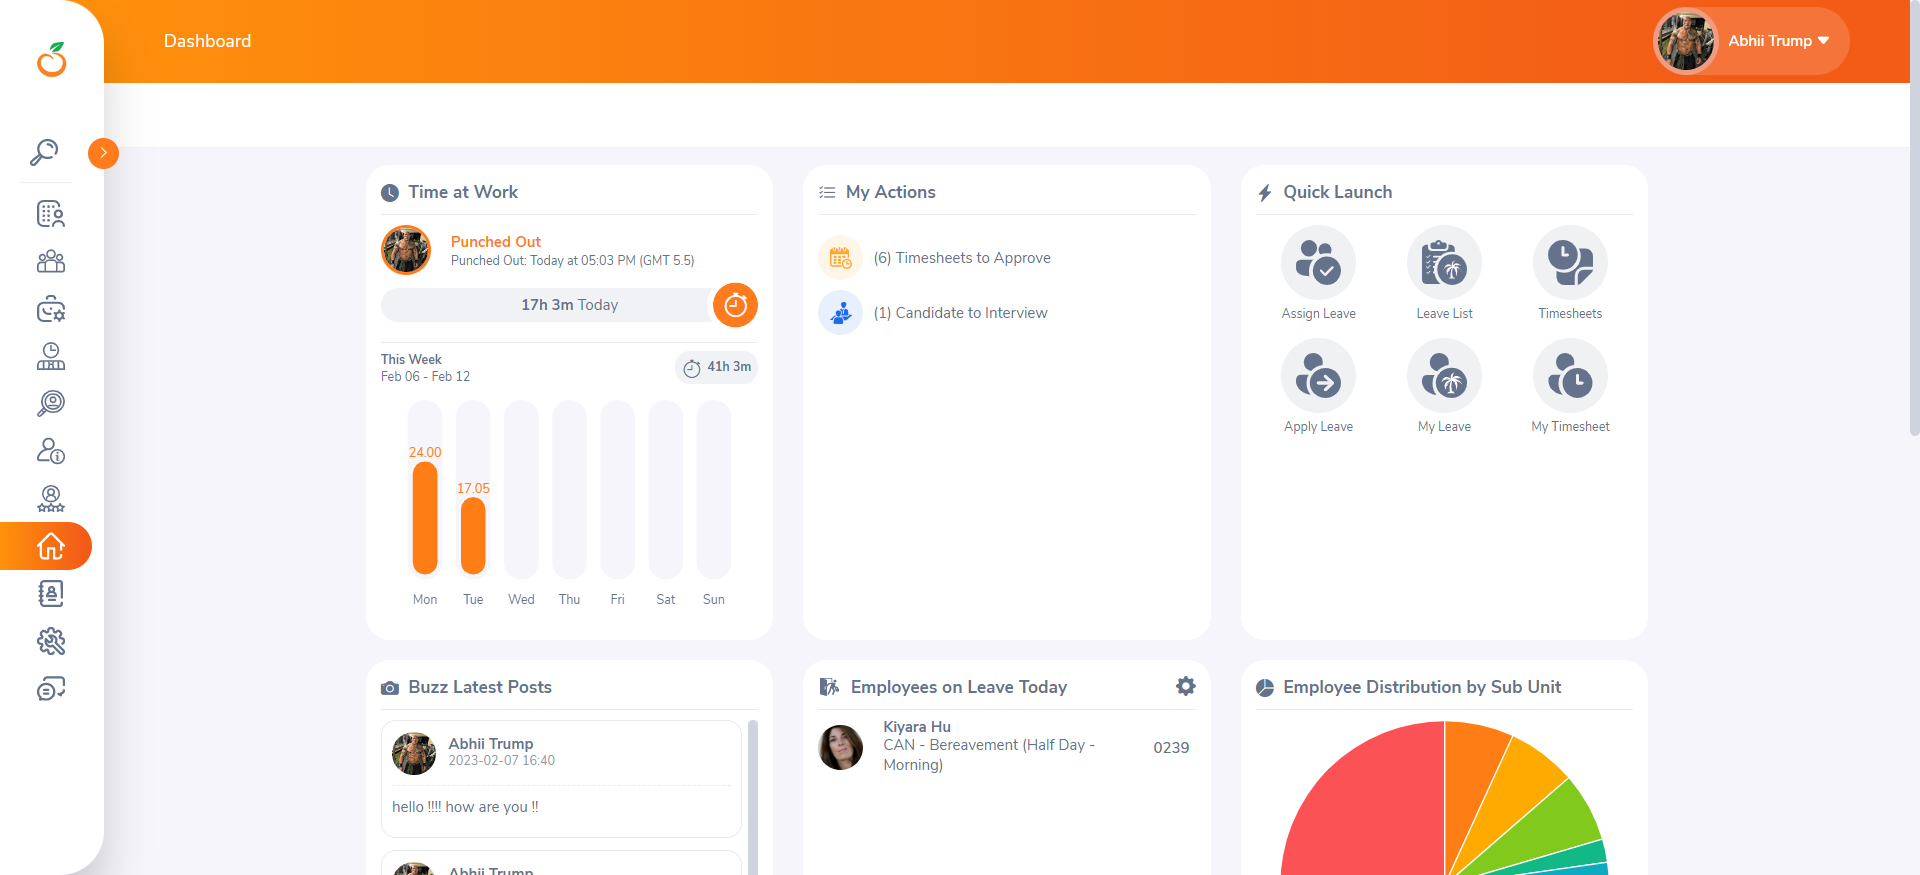 Dashboard
Abhii Trump
Time at Work
Punched Out
Punched Out: Today at 05:03 PM (GMT 5.5)
17h 3m Today
This Week
Feb 06 - Feb 12
41h 3m
24.00
17.05
Mon Tue Wed Thu Fri Sat Sun
My Actions
(6) Timesheets to Approve
(1) Candidate to Interview
Quick Launch
Assign Leave
Leave List
Timesheets
Apply Leave
My Leave
My Timesheet
Buzz Latest Posts
Abhii Trump
2023-02-07 16:40
hello !!!! how are you !!
Abhii Trump
Employees on Leave Today
Kiyara Hu
CAN - Bereavement (Half Day -
Morning)
0239
Employee Distribution by Sub Unit